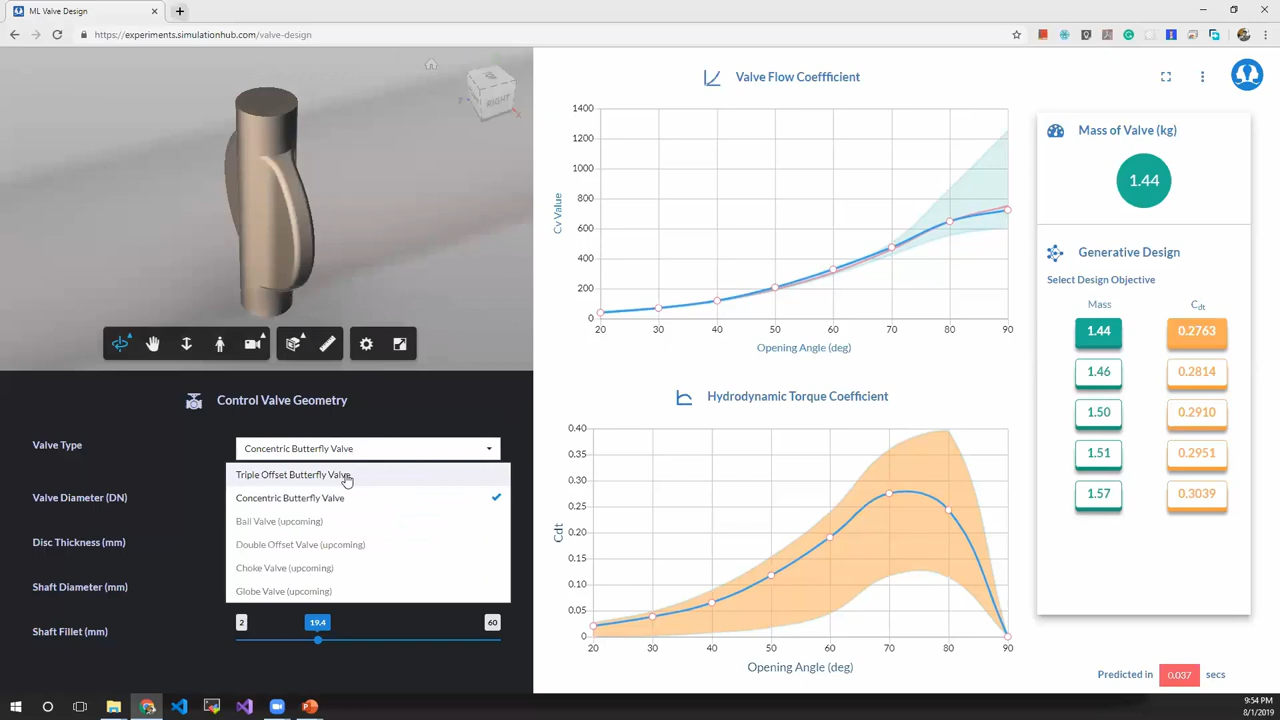 ML Valve Design
https://experiments.simulationhub.com/valve-design
RIGHT
Control Valve Geometry
Valve Type
Concentric Butterfly Valve
Triple Offset Butterfly Valve
Concentric Butterfly Valve
Ball Valve (upcoming)
Double Offset Valve (upcoming)
Choke Valve (upcoming)
Globe Valve (upcoming)
Valve Diameter (DN)
Disc Thickness (mm)
Shaft Diameter (mm)
Shaft Fillet (mm)
2 19.4 60
Valve Flow Coeffficient
1400
1200
1000
800
600
400
200
0
Cv Value
20 30 40 50 60 70 80 90
Opening Angle (deg)
Hydrodynamic Torque Coefficient
0.40
0.35
0.30
0.25
0.20
0.15
0.10
0.05
0
Cdt
20 30 40 50 60 70 80 90
Opening Angle (deg)
Mass of Valve (kg)
1.44
Generative Design
Select Design Objective
Mass Cdt
1.44 0.2763
1.46 0.2814
1.50 0.2910
1.51 0.2951
1.57 0.3039
Predicted in 0.037 secs
9:54 PM
8/1/2019